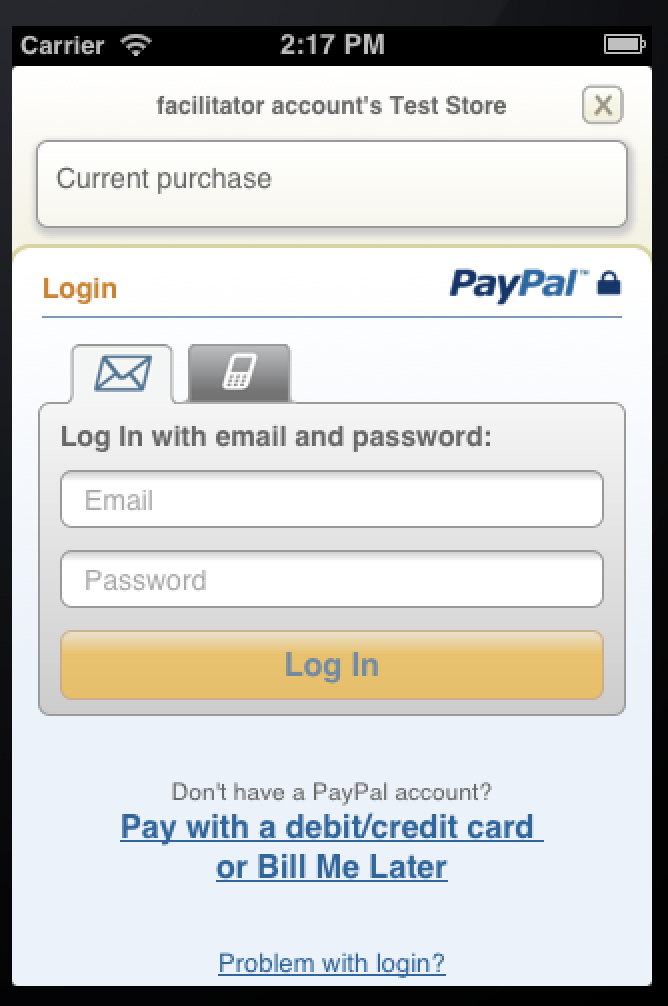 Carrier 2:17 PM
facilitator account's Test Store
X
Current purchase
Login PayPal™
Log In with email and password:
Email
Password
Log In
Don't have a PayPal account?
Pay with a debit/credit card
or Bill Me Later
Problem with login?